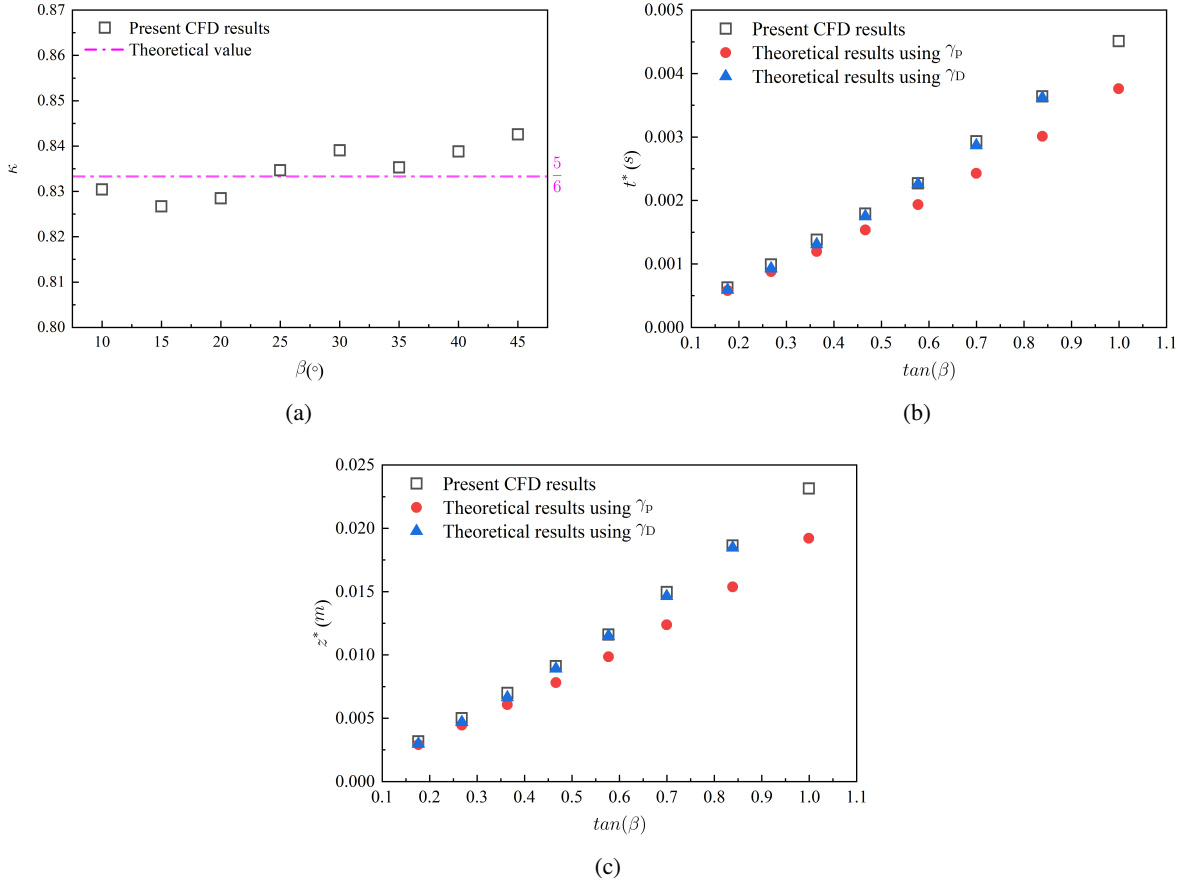 0.87
0.86
0.85
0.84
0.83
0.82
0.81
0.80
κ
Present CFD results
Theoretical value
5
6
10 15 20 25 30 35 40 45
β(°)
(a)
0.005
0.004
0.003
0.002
0.001
0.000
t* (s)
Present CFD results
Theoretical results using γp
Theoretical results using γD
0.1 0.2 0.3 0.4 0.5 0.6 0.7 0.8 0.9 1.0 1.1
tan(β)
(b)
0.025
0.020
0.015
0.010
0.005
0.000
z* (m)
Present CFD results
Theoretical results using γp
Theoretical results using γD
0.1 0.2 0.3 0.4 0.5 0.6 0.7 0.8 0.9 1.0 1.1
tan(β)
(c)